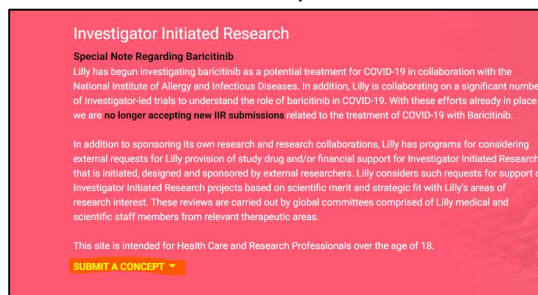 Investigator Initiated Research
Special Note Regarding Baricitinib
Lilly has begun investigating baricitinib as a potential treatment for COVID-19 in collaboration with the
National Institute of Allergy and Infectious Diseases. In addition, Lilly is collaborating on a significant numbe
of Investigator-led trials to understand the role of baricitinib in COVID-19. With these efforts already in place
we are no longer accepting new IIR submissions related to the treatment of COVID-19 with Baricitinib.
In addition to sponsoring its own research and research collaborations, Lilly has programs for considering
external requests for Lilly provision of study drug and/or financial support for Investigator Initiated Research
that is initiated, designed and sponsored by external researchers. Lilly considers such requests for support o
Investigator Initiated Research projects based on scientific merit and strategic fit with Lilly's areas of
research interest. These reviews are carried out by global committees comprised of Lilly medical and
scientific staff members from relevant therapeutic areas.
This site is intended for Health Care and Research Professionals over the age of 18.
SUBMIT A CONCEPT